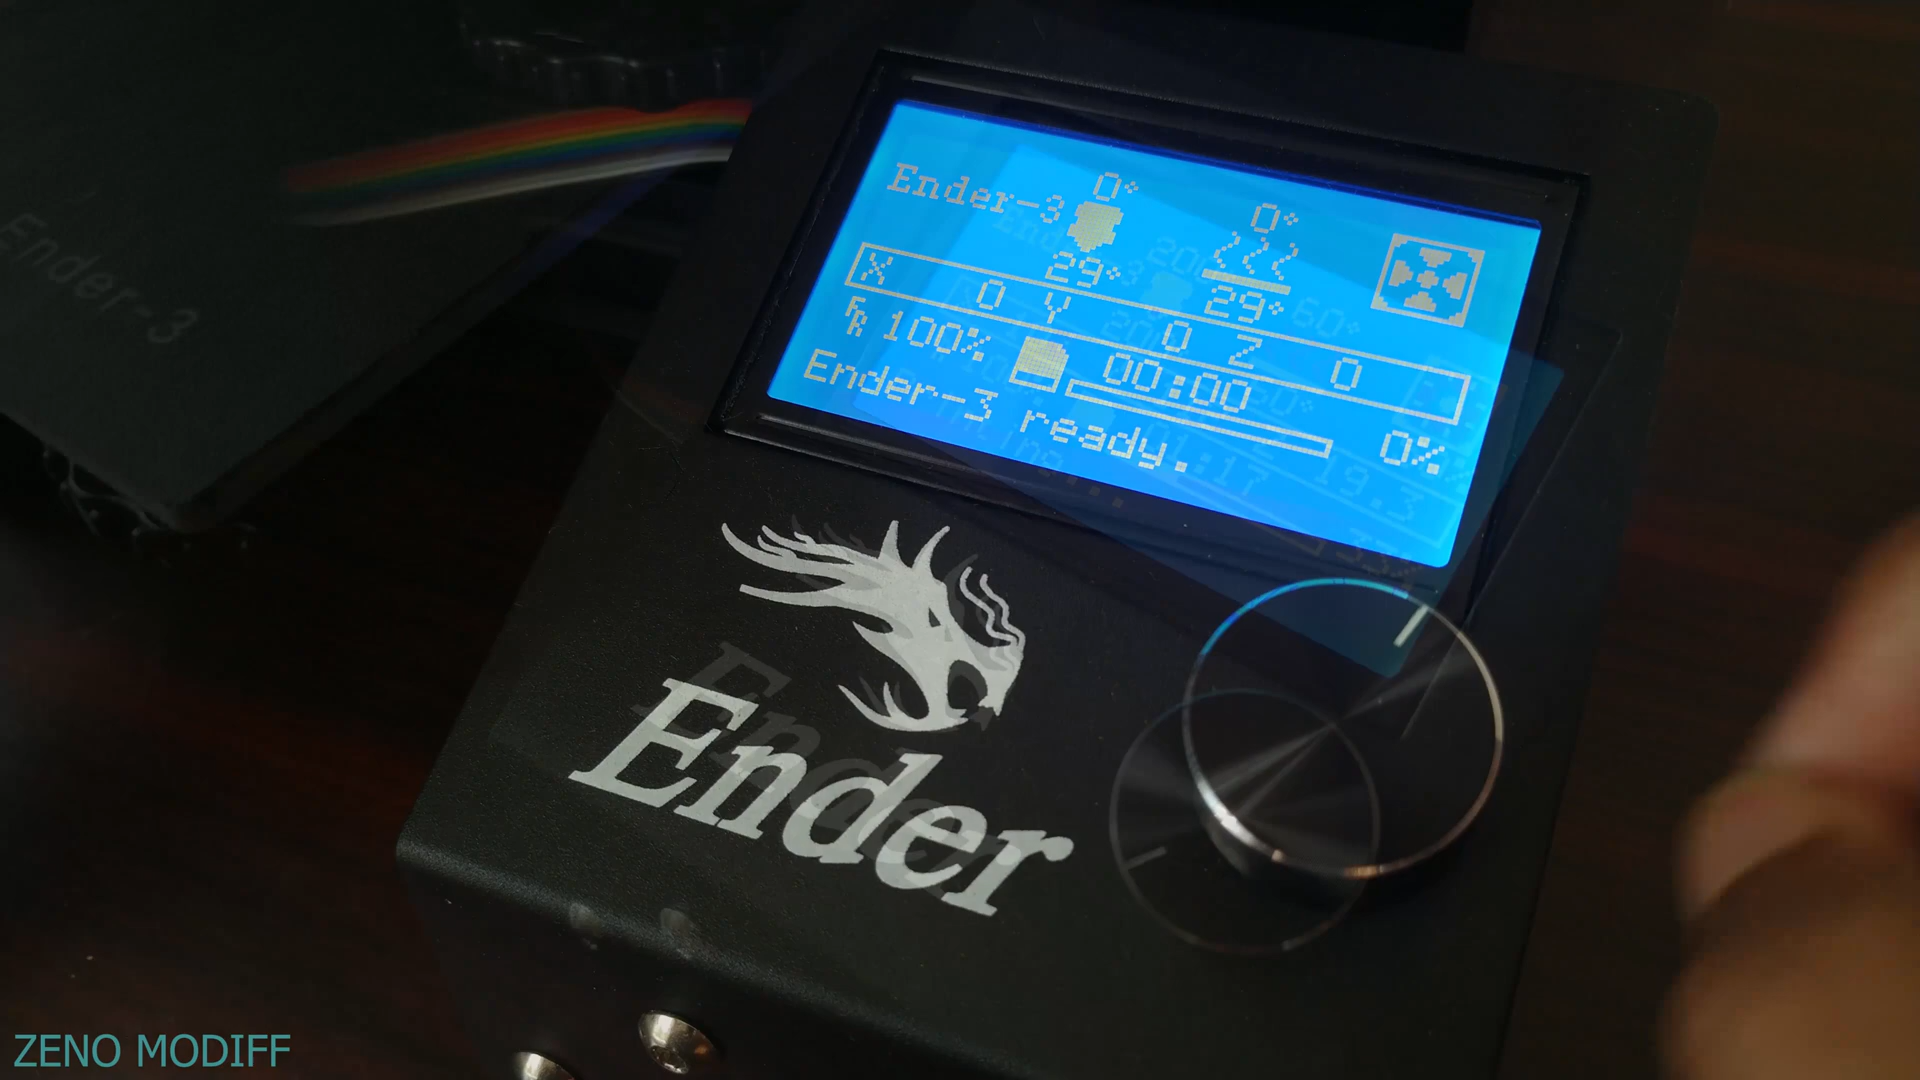 Ender-3
0°
0°
29°
29°
X 0 Y 0 Z 0
FR 100% 00:00
0%
Ender-3 ready.
Ender
Ender-3
ZENO MODIFF